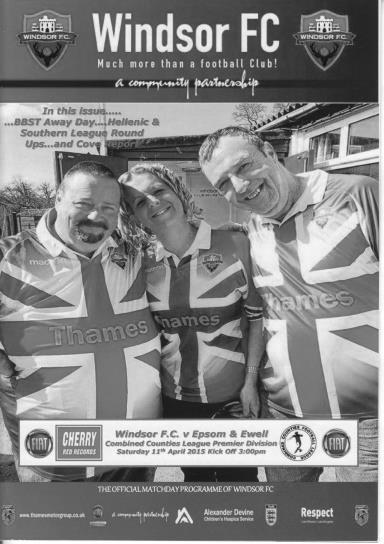 Windsor FC
Much more than a football Club!
a community partnership
WINDSOR F.C.
WINDSOR F.C.
In this issue.....
...BBST Away Day....Hellenic &
Southern League Round
Ups...and Cove Report
Thames
Thames
Thames
FIAT
CHERRY
RED RECORDS
Windsor F.C. v Epsom & Ewell
Combined Counties League Premier Division
Saturday 11th April 2015 Kick Off 3:00pm
FIAT
THE OFFICIAL MATCHDAY PROGRAMME OF WINDSOR FC
www.thamesmotorgroup.co.uk
a community partnership
Alexander Devine
Children's Hospice Service
Respect